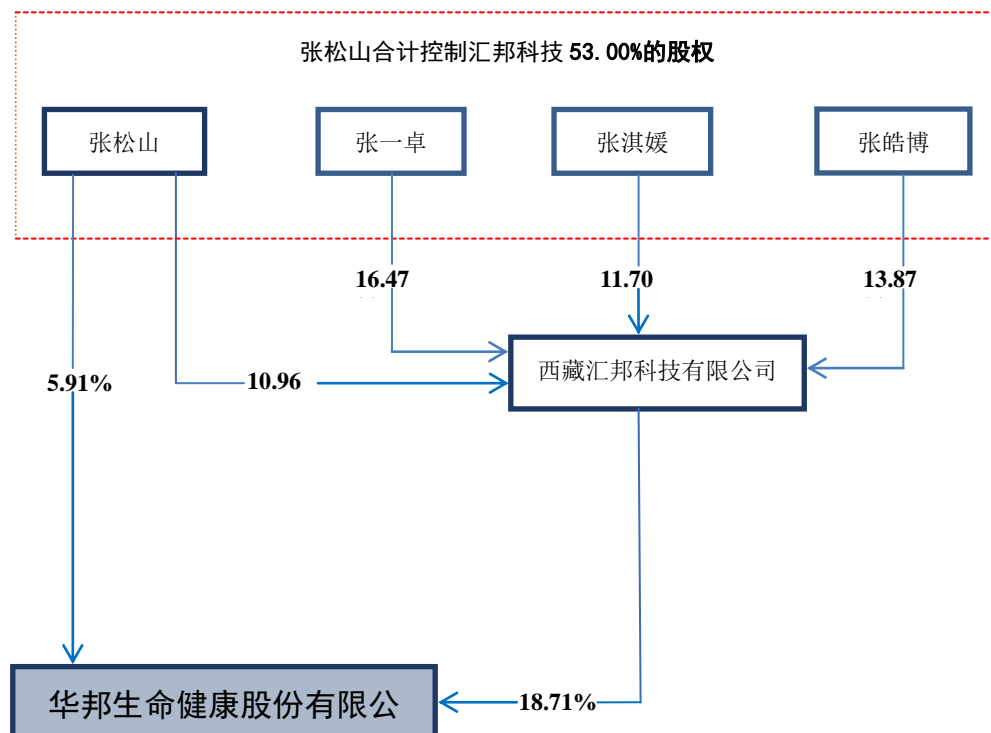 张松山合计控制汇邦科技 53.00%的股权
张松山
张一卓
张淇媛
张皓博
16.47
11.70
13.87
西藏汇邦科技有限公司
5.91%
10.96
华邦生命健康股份有限公
18.71%